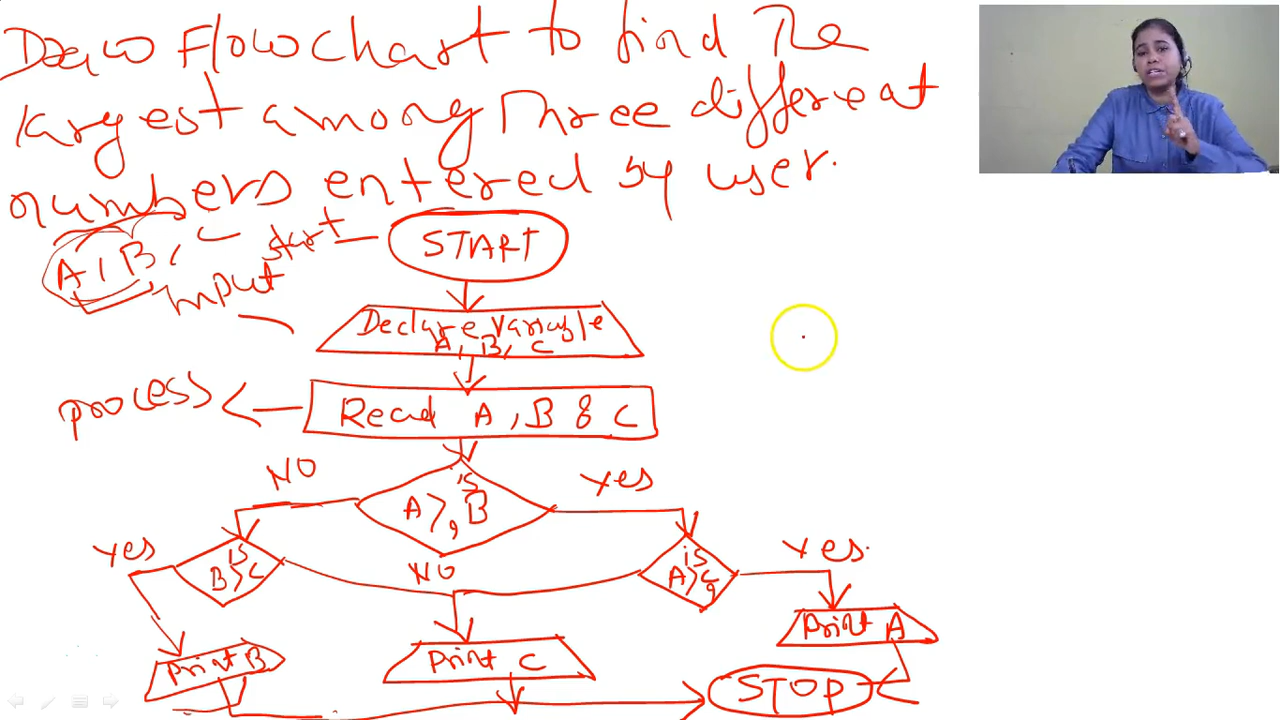 Draw Flowchart to find The
largest among Three different
numbers entered by user.
A, B, C
start
START
Input
Declare Variable
A, B, C
process
Read A, B & C
NO
is
A > B
Yes
Yes
is
B > C
NO
is
A > C
Yes.
Print B
Print C
Print A
STOP